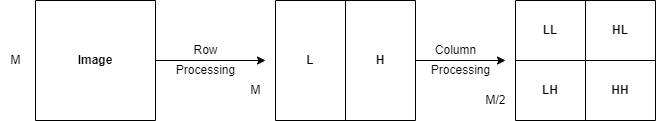 M
Image
Row
Processing
M
L
H
Column
Processing
M/2
LL
HL
LH
HH